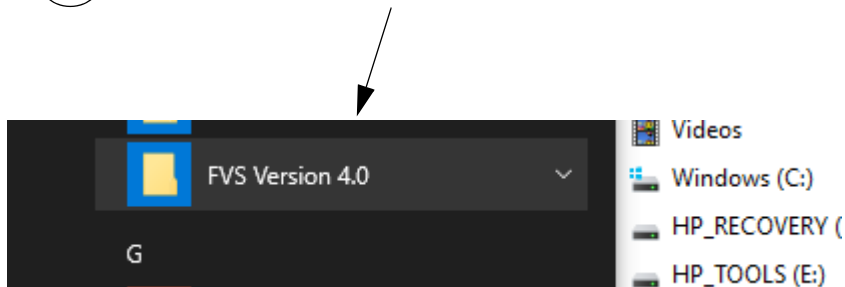 FVS Version 4.0
G
Videos
Windows (C:)
HP_RECOVERY (
HP_TOOLS (E:)